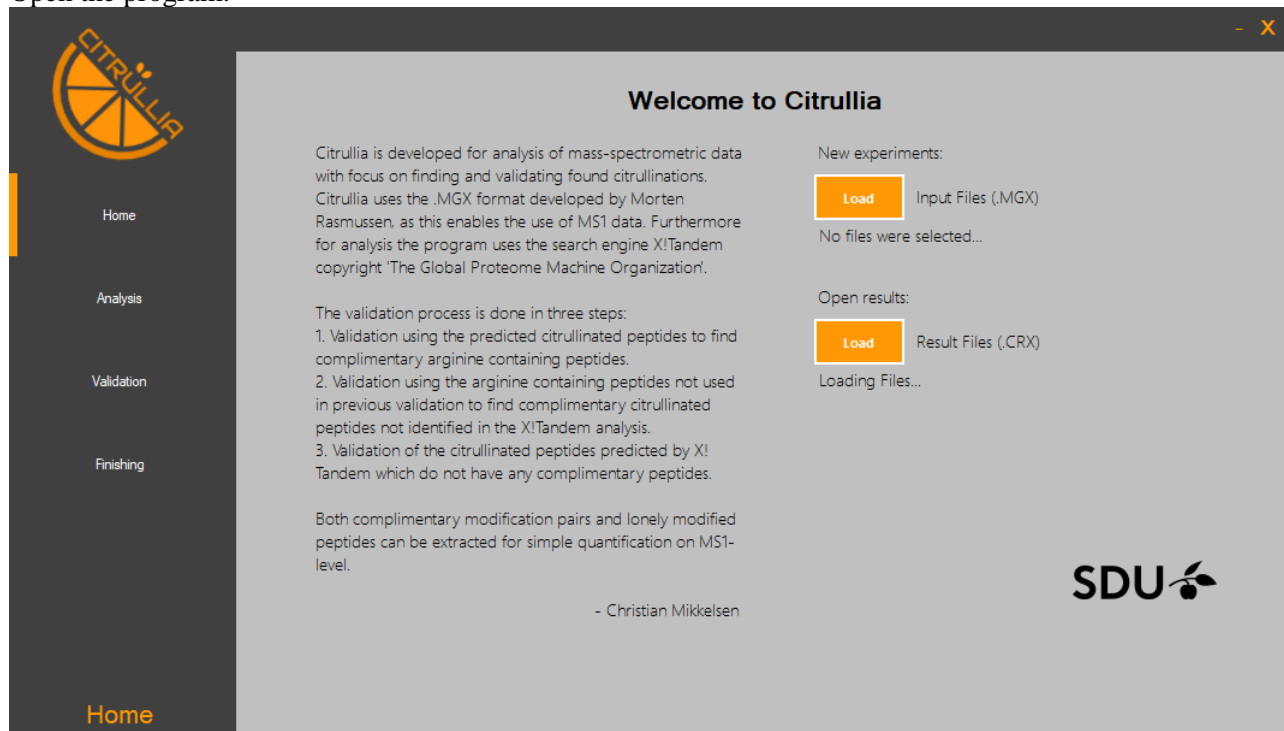 Open the program.
CITRÜLLIA
- X
Welcome to Citrullia
Citrullia is developed for analysis of mass-spectrometric data
with focus on finding and validating found citrullinations.
Citrullia uses the .MGX format developed by Morten
Rasmussen, as this enables the use of MS1 data. Furthermore
for analysis the program uses the search engine X!Tandem
copyright 'The Global Proteome Machine Organization'.
The validation process is done in three steps:
1. Validation using the predicted citrullinated peptides to find
complimentary arginine containing peptides.
2. Validation using the arginine containing peptides not used
in previous validation to find complimentary citrullinated
peptides not identified in the X!Tandem analysis.
3. Validation of the citrullinated peptides predicted by X!
Tandem which do not have any complimentary peptides.
Both complimentary modification pairs and lonely modified
peptides can be extracted for simple quantification on MS1-
level.
- Christian Mikkelsen
New experiments:
Load Input Files (.MGX)
No files were selected...
Open results:
Load Result Files (.CRX)
Loading Files...
SDU
Home
Analysis
Validation
Finishing
Home